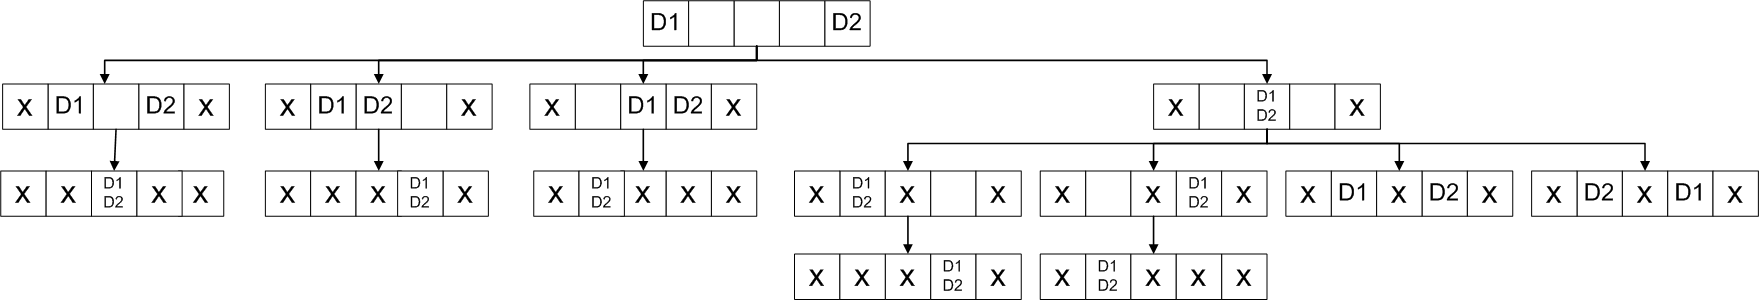 D1 D2
X D1 D2 X
X D1 D2 X
X D1 D2 X
X D1 D2 X
X X D1 D2 X X
X X X D1 D2 X
X D1 D2 X X X
X D1 D2 X X
X X D1 D2 X
X D1 X D2 X
X D2 X D1 X
X X X D1 D2 X
X D1 D2 X X X